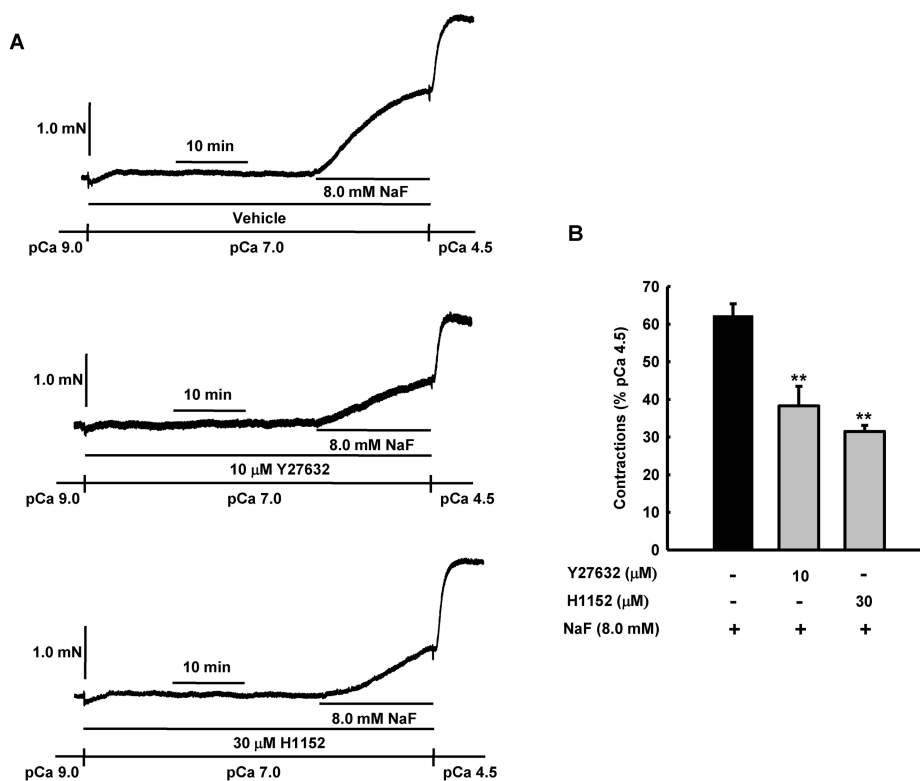 A
1.0 mN
10 min
8.0 mM NaF
Vehicle
pCa 9.0 pCa 7.0 pCa 4.5
1.0 mN
10 min
8.0 mM NaF
10 µM Y27632
pCa 9.0 pCa 7.0 pCa 4.5
1.0 mN
10 min
8.0 mM NaF
30 µM H1152
pCa 9.0 pCa 7.0 pCa 4.5
B
Contractions (% pCa 4.5)
70
60
50
40
30
20
10
0
**
**
Y27632 (µM) - 10 -
H1152 (µM) - - 30
NaF (8.0 mM) + + +